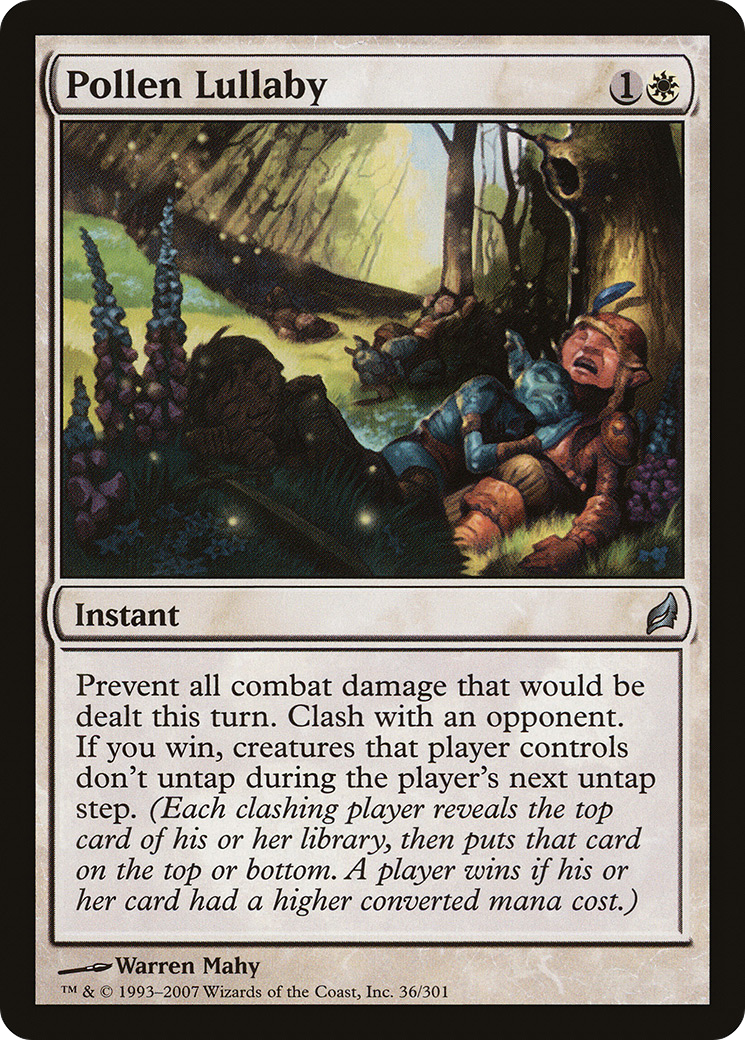 Pollen Lullaby 1
Instant
Prevent all combat damage that would be
dealt this turn. Clash with an opponent.
If you win, creatures that player controls
don't untap during the player's next untap
step. (Each clashing player reveals the top
card of his or her library, then puts that card
on the top or bottom. A player wins if his or
her card had a higher converted mana cost.)
Warren Mahy
™ & © 1993–2007 Wizards of the Coast, Inc. 36/301